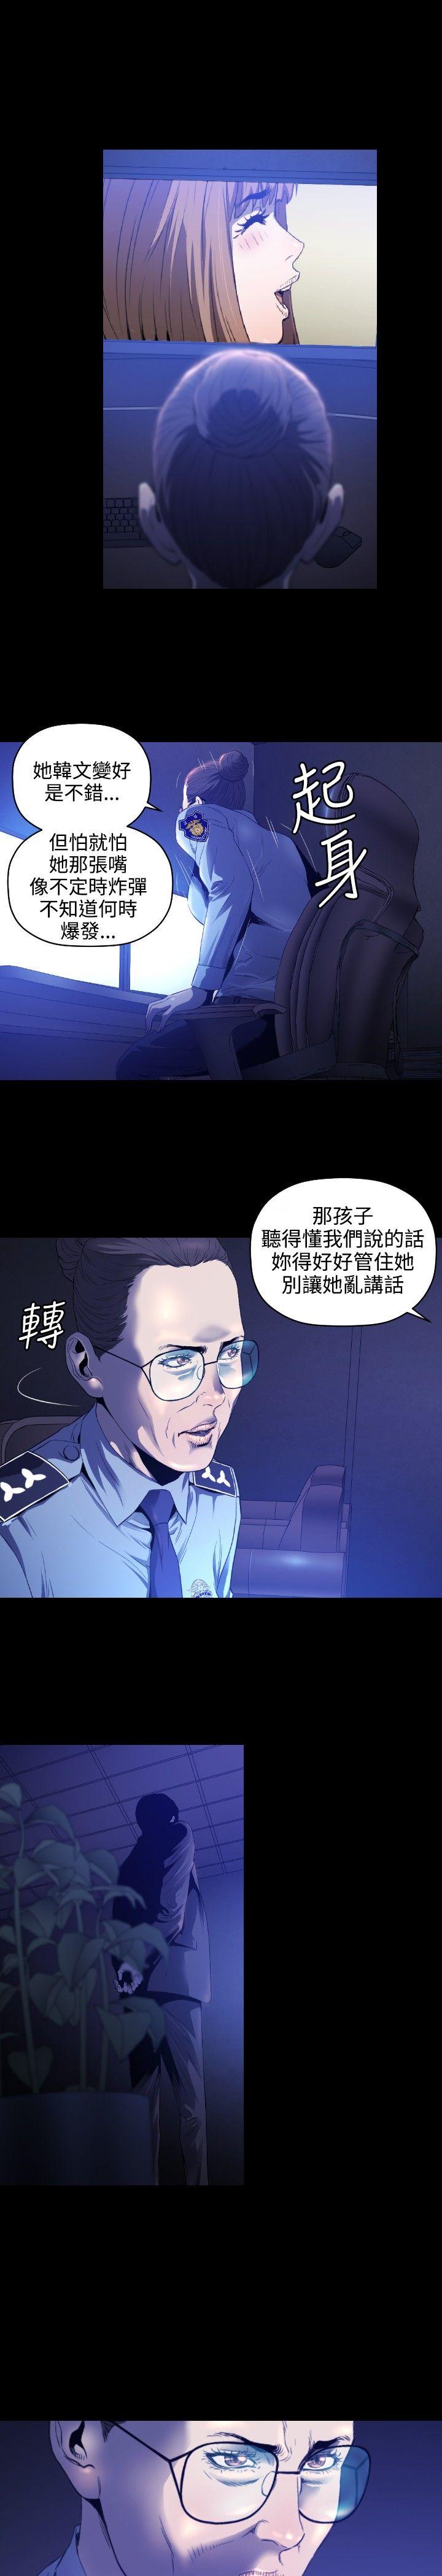 她韓文變好
是不錯...
但怕就怕
她那張嘴
像不定時炸彈
不知道何時
爆發...
起身
那孩子
聽得懂我們說的話
妳得好好管住她
別讓她亂講話
轉